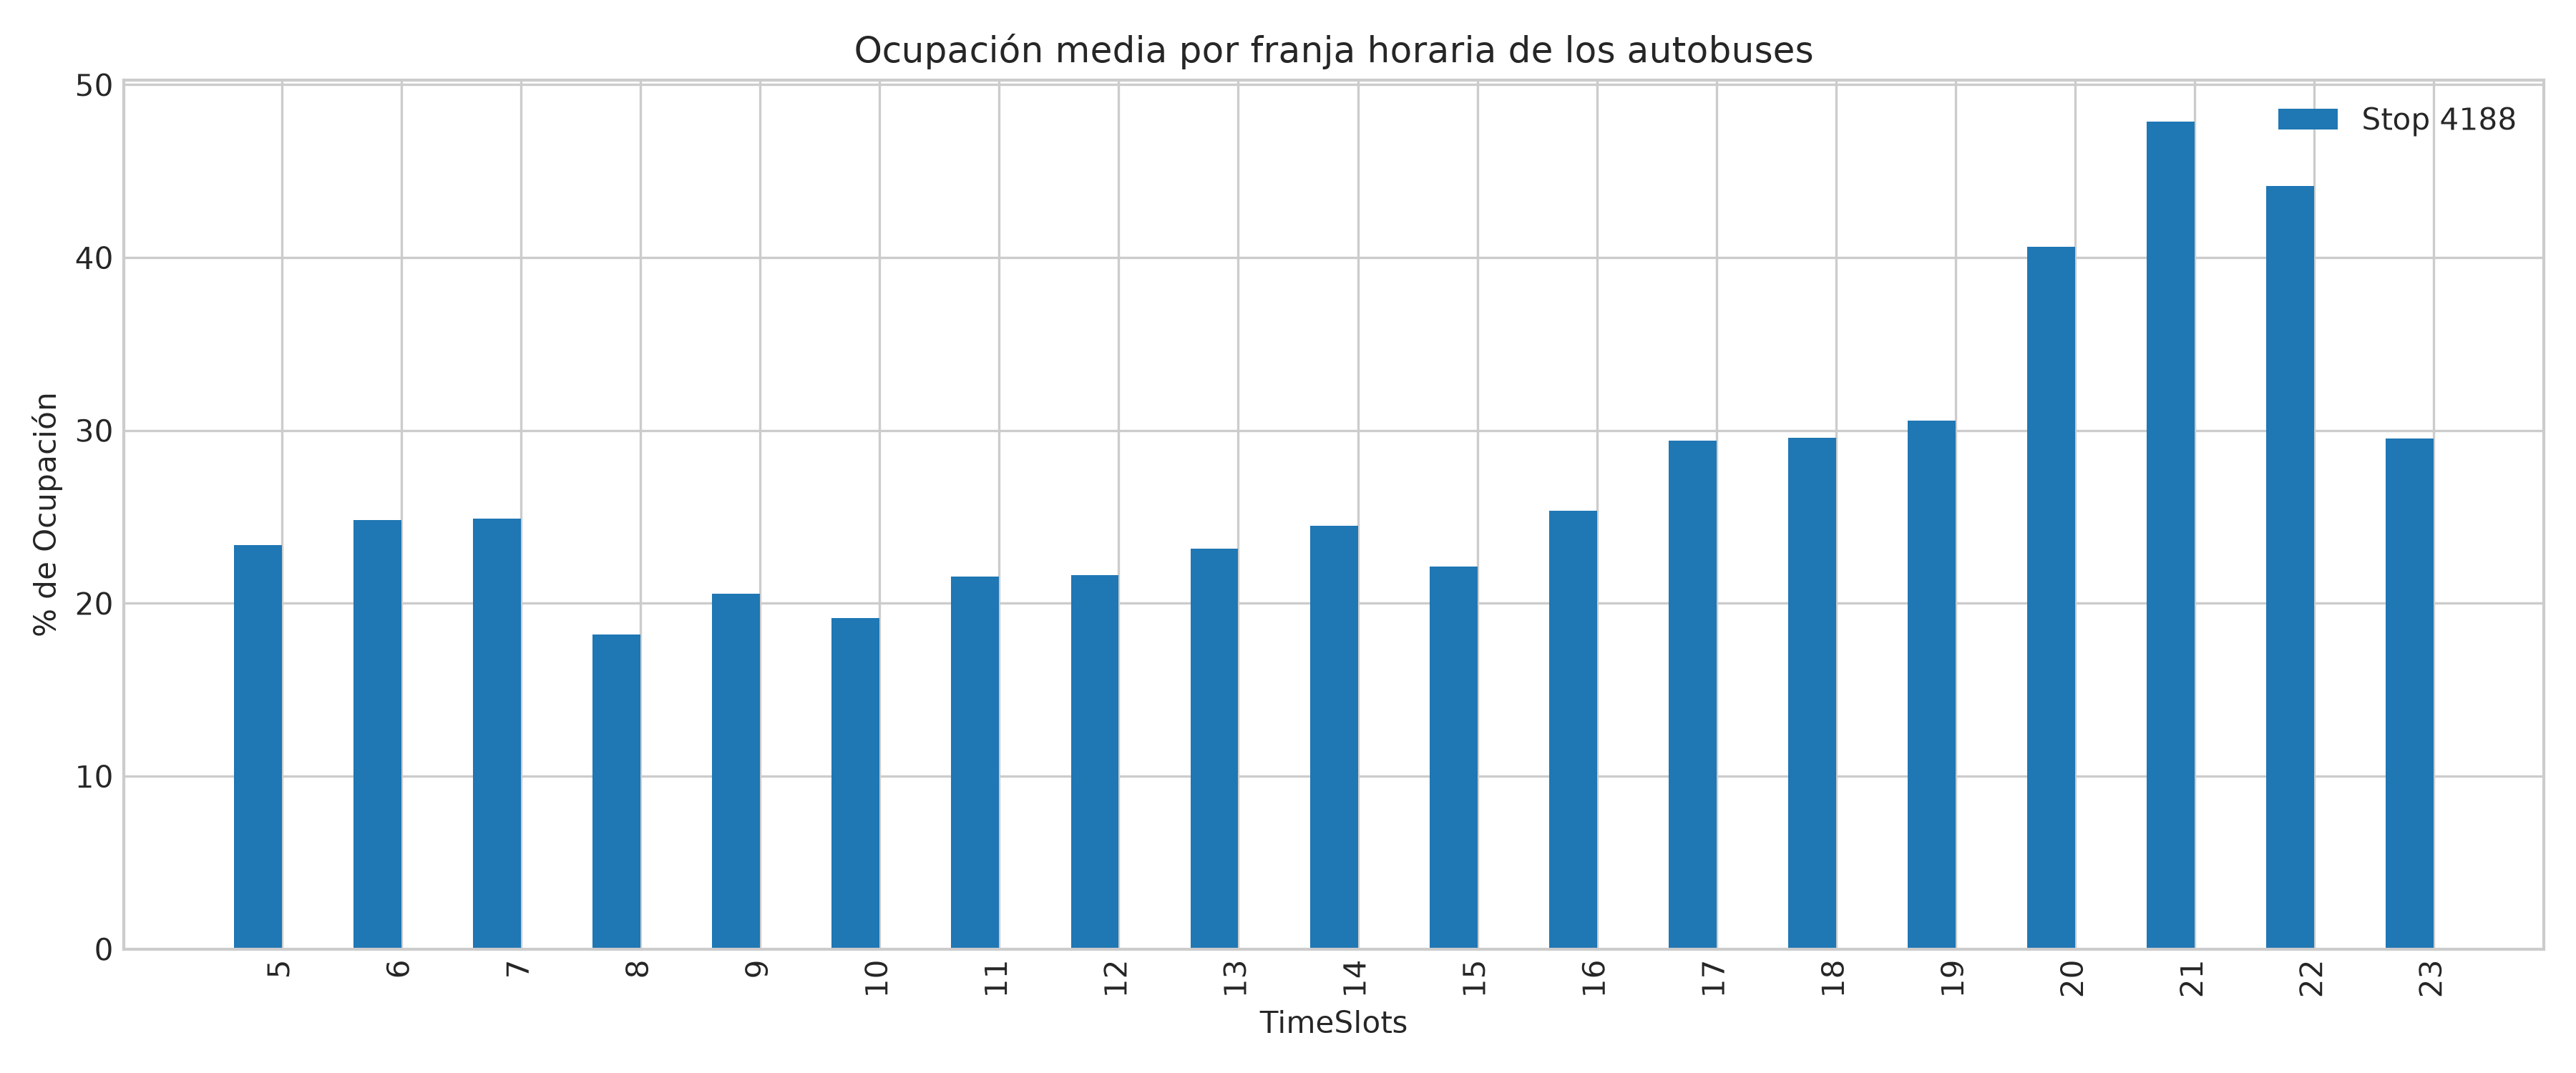 Ocupación media por franja horaria de los autobuses
Stop 4188
% de Ocupación
50
40
30
20
10
0
5 6 7 8 9 10 11 12 13 14 15 16 17 18 19 20 21 22 23
TimeSlots